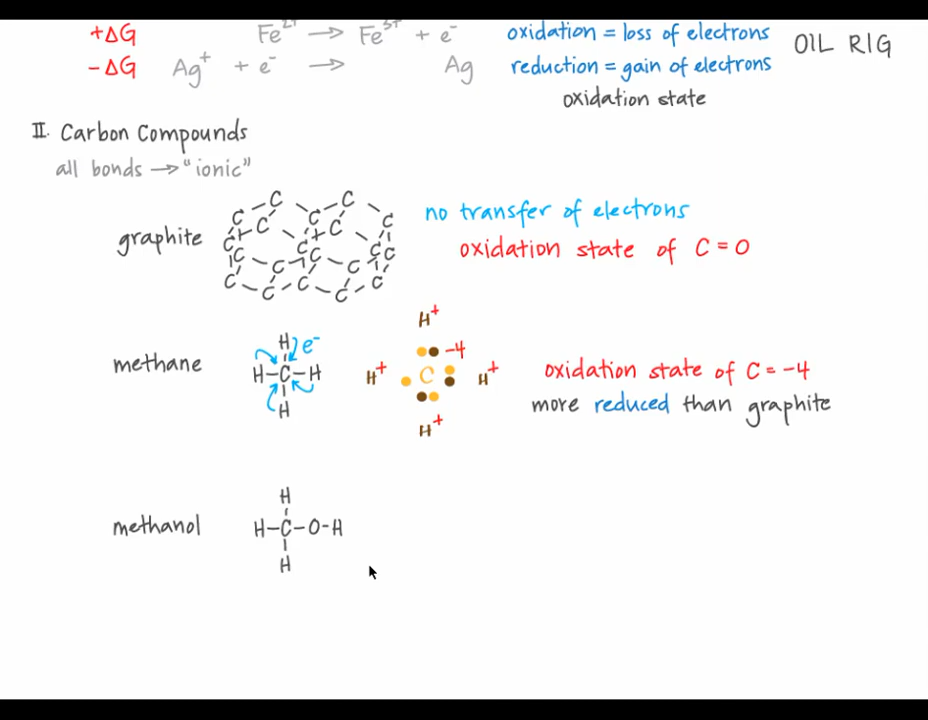 +ΔG Fe²⁺ → Fe³⁺ + e⁻ oxidation = loss of electrons OIL RIG
-ΔG Ag⁺ + e⁻ → Ag reduction = gain of electrons
oxidation state
II. Carbon Compounds
all bonds → "ionic"
C C
C C C C C
graphite C C C C C C
C C C C C C
C C C C C
no transfer of electrons
oxidation state of C = 0
methane
H e⁻
H-C-H
H
H⁺
-4
H⁺ C H⁺
H⁺
oxidation state of C = -4
more reduced than graphite
H
methanol H-C-O-H
H